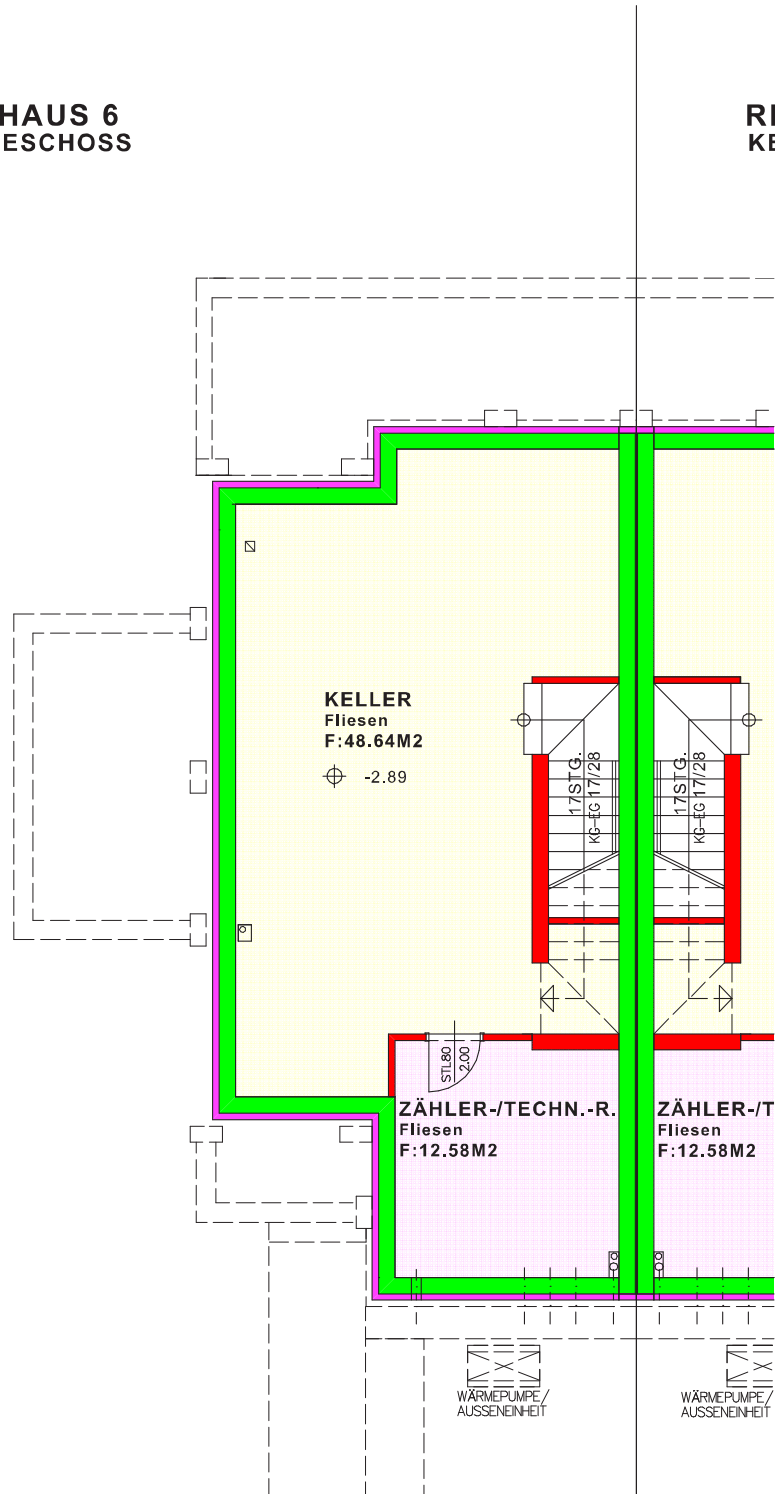 HAUS 6
ESCHOSS
KELLER
Fliesen
F:48.64M2
-2.89
17STG.
KG-EG 17/28
17STG.
KG-EG 17/28
STL80
2.00
ZÄHLER-/TECHN.-R.
Fliesen
F:12.58M2
ZÄHLER-/T
Fliesen
F:12.58M2
WÄRMEPUMPE/
AUSSENEINHEIT
WÄRMEPUMPE/
AUSSENEINHEIT